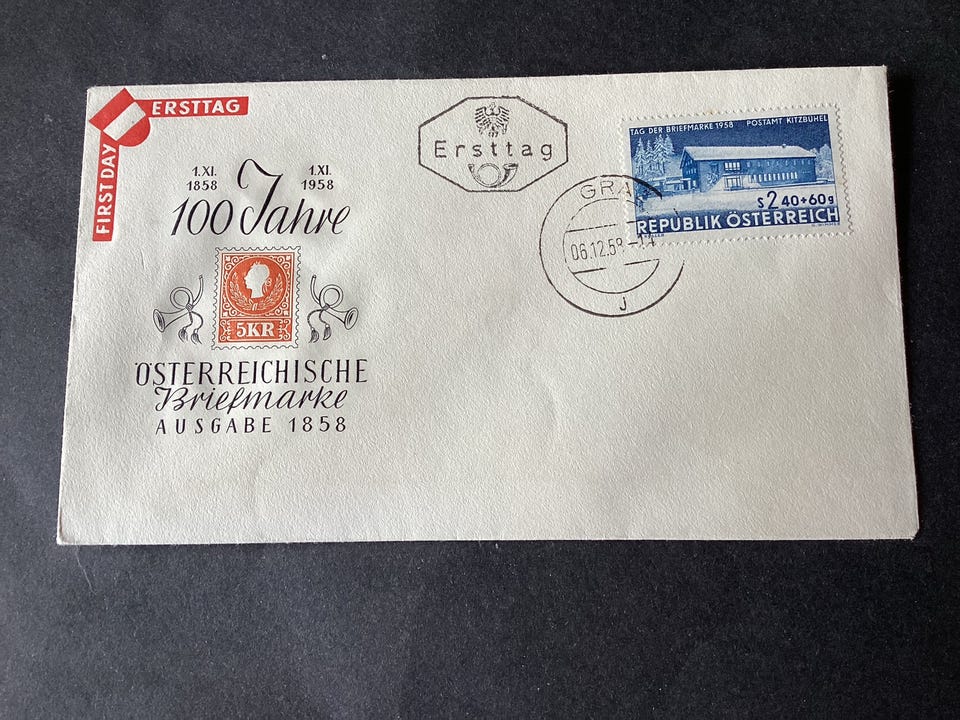 ERSTTAG
FIRST DAY
1.XI. 1.XI.
1858 1958
100 Jahre
5KR
ÖSTERREICHISCHE
Briefmarke
AUSGABE 1858
Ersttag
GRA
06.12.58
J
TAG DER BRIEFMARKE 1958 POSTAMT KITZBÜHEL
S 2 40+60g
REPUBLIK ÖSTERREICH